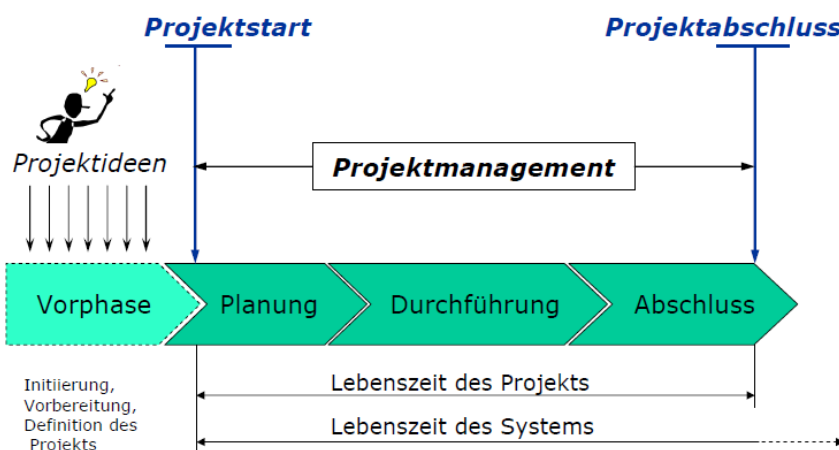 Projektstart
Projektabschluss
Projektideen
Projektmanagement
Vorphase
Planung
Durchführung
Abschluss
Initiierung,
Vorbereitung,
Definition des
Projekts
Lebenszeit des Projekts
Lebenszeit des Systems